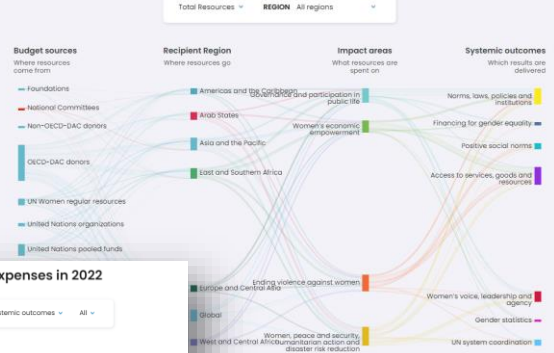 Total Resources REGION All regions
Budget sources
Where resources
come from
Recipient Region
Where resources go
Impact areas
What resources are
spent on
Systemic outcomes
Which results are
delivered
Foundations
National Committees
Non-OECD-DAC donors
OECD-DAC donors
UN Women regular resources
United Nations organizations
United Nations pooled funds
Americas and the Caribbean
Arab States
Asia and the Pacific
East and Southern Africa
Europe and Central Asia
Global
West and Central Africa
Governance and participation in
public life
Women's economic
empowerment
Ending violence against women
Women, peace and security,
humanitarian action and
disaster risk reduction
Norms, laws, policies and
institutions
Financing for gender equality
Positive social norms
Access to services, goods and
resources
Women's voice, leadership and
agency
Gender statistics
UN system coordination
xpenses in 2022
stemic outcomes All